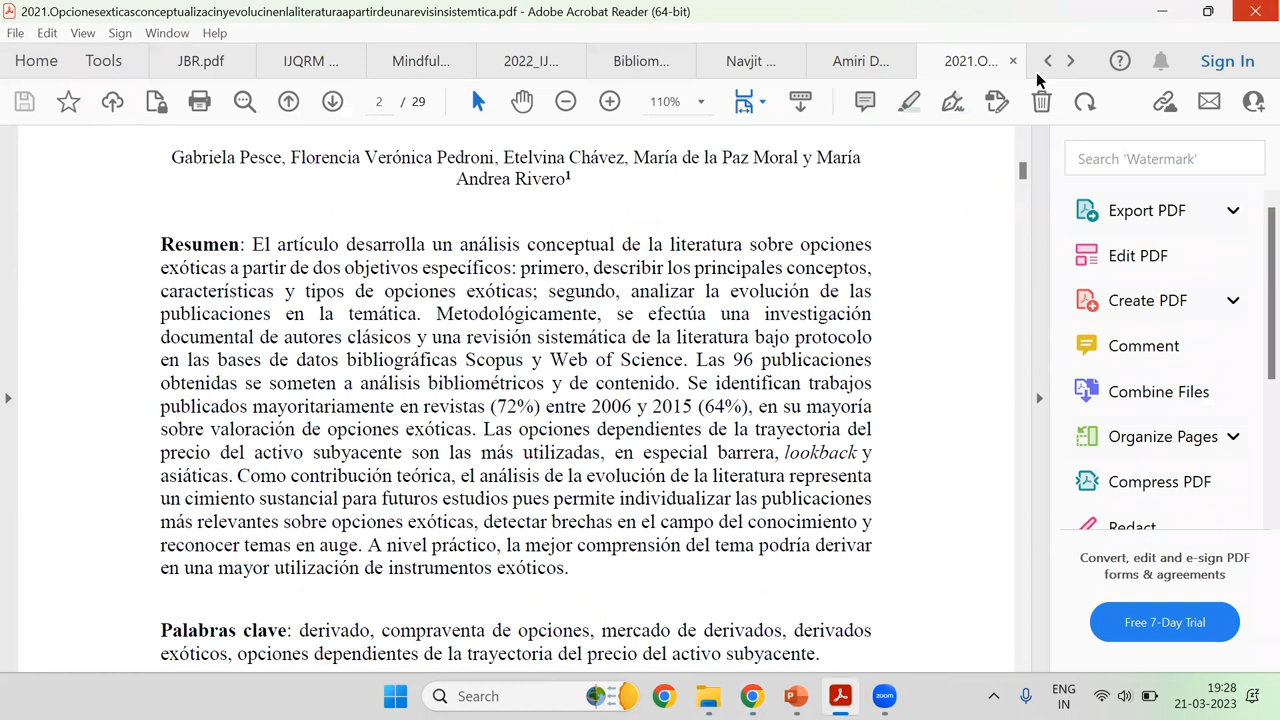 2021.Opcionesexticasconceptualizacinyevolucinenlaliteraturaapartirdeunarevisinsistemtica.pdf - Adobe Acrobat Reader (64-bit)
File Edit View Sign Window Help
Home Tools JBR.pdf IJQRM ... Mindful... 2022_IJ... Bibliom... Navjit ... Amiri D... 2021.O... Sign In
2 / 29 110%
Gabriela Pesce, Florencia Verónica Pedroni, Etelvina Chávez, María de la Paz Moral y María
Andrea Rivero1
Resumen: El artículo desarrolla un análisis conceptual de la literatura sobre opciones
exóticas a partir de dos objetivos específicos: primero, describir los principales conceptos,
características y tipos de opciones exóticas; segundo, analizar la evolución de las
publicaciones en la temática. Metodológicamente, se efectúa una investigación
documental de autores clásicos y una revisión sistemática de la literatura bajo protocolo
en las bases de datos bibliográficas Scopus y Web of Science. Las 96 publicaciones
obtenidas se someten a análisis bibliométricos y de contenido. Se identifican trabajos
publicados mayoritariamente en revistas (72%) entre 2006 y 2015 (64%), en su mayoría
sobre valoración de opciones exóticas. Las opciones dependientes de la trayectoria del
precio del activo subyacente son las más utilizadas, en especial barrera, lookback y
asiáticas. Como contribución teórica, el análisis de la evolución de la literatura representa
un cimiento sustancial para futuros estudios pues permite individualizar las publicaciones
más relevantes sobre opciones exóticas, detectar brechas en el campo del conocimiento y
reconocer temas en auge. A nivel práctico, la mejor comprensión del tema podría derivar
en una mayor utilización de instrumentos exóticos.
Palabras clave: derivado, compraventa de opciones, mercado de derivados, derivados
exóticos, opciones dependientes de la trayectoria del precio del activo subyacente.
Search 'Watermark'
Export PDF
Edit PDF
Create PDF
Comment
Combine Files
Organize Pages
Compress PDF
Redact
Convert, edit and e-sign PDF
forms & agreements
Free 7-Day Trial
Search
zoom
ENG
IN
19:28
21-03-2023